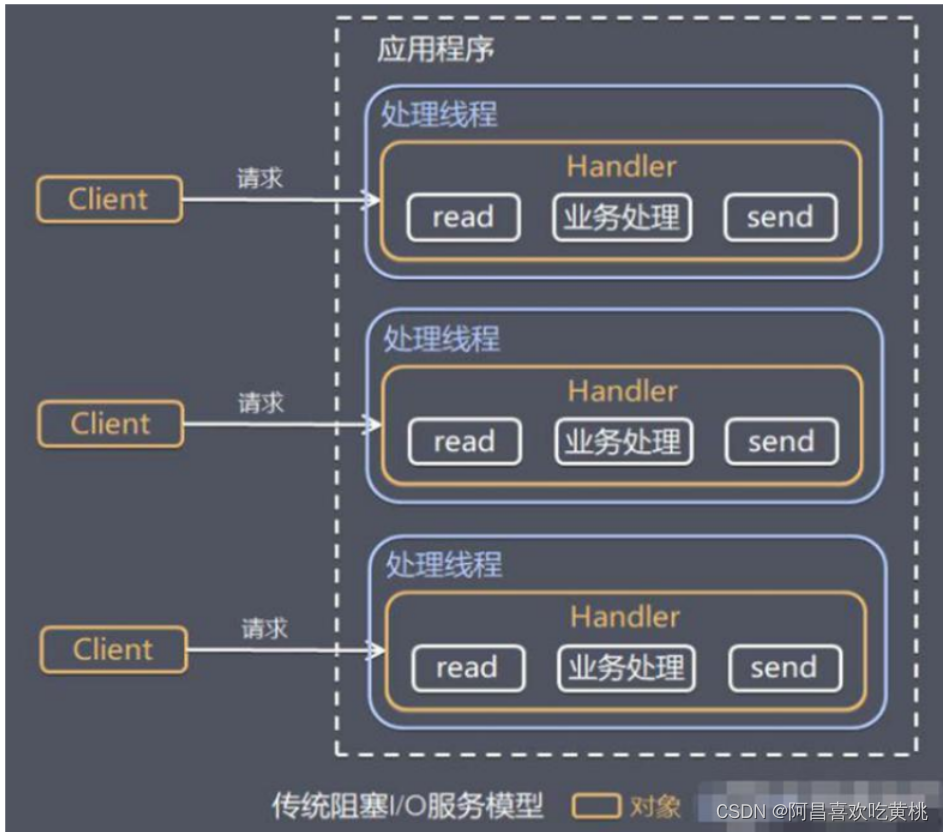 应用程序
处理线程
Handler
Client 请求 read 业务处理 send
处理线程
Handler
Client 请求 read 业务处理 send
处理线程
Handler
Client 请求 read 业务处理 send
传统阻塞I/O服务模型 对象
CSDN @阿昌喜欢吃黄桃